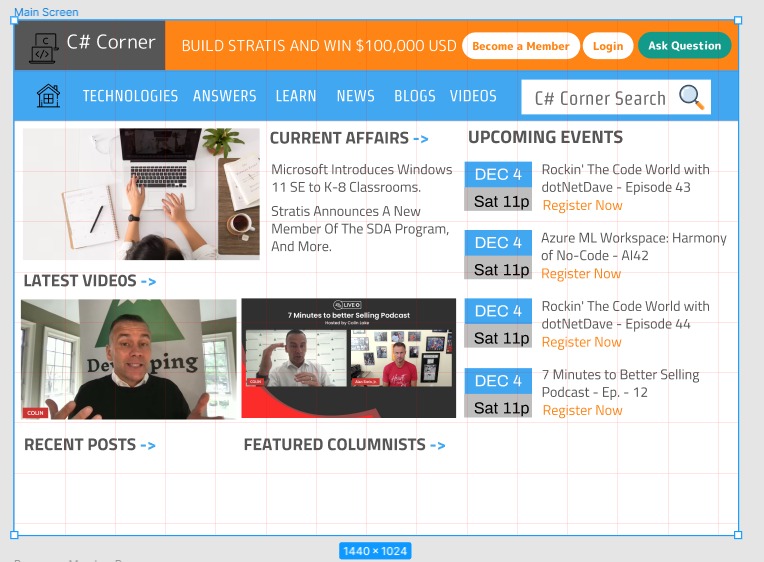 Main Screen
C
</>
C# Corner
BUILD STRATIS AND WIN $100,000 USD
Become a Member
Login
Ask Question
TECHNOLOGIES
ANSWERS
LEARN
NEWS
BLOGS
VIDEOS
C# Corner Search
CURRENT AFFAIRS ->
Microsoft Introduces Windows
11 SE to K-8 Classrooms.
Stratis Announces A New
Member Of The SDA Program,
And More.
UPCOMING EVENTS
DEC 4
Sat 11p
Rockin' The Code World with
dotNetDave - Episode 43
Register Now
DEC 4
Sat 11p
Azure ML Workspace: Harmony
of No-Code - AI42
Register Now
DEC 4
Sat 11p
Rockin' The Code World with
dotNetDave - Episode 44
Register Now
DEC 4
Sat 11p
7 Minutes to Better Selling
Podcast - Ep. - 12
Register Now
LATEST VIDE0S ->
COLIN
LIVE
7 Minutes to better Selling Podcast
Hosted by Colin Lake
COLIN
RECENT POSTS ->
FEATURED COLUMNISTS ->
1440 × 1024